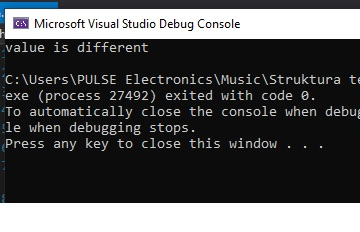 Microsoft Visual Studio Debug Console
value is different
C:\Users\PULSE Electronics\Music\Struktura te
exe (process 27492) exited with code 0.
To automatically close the console when debug
le when debugging stops.
Press any key to close this window . . .